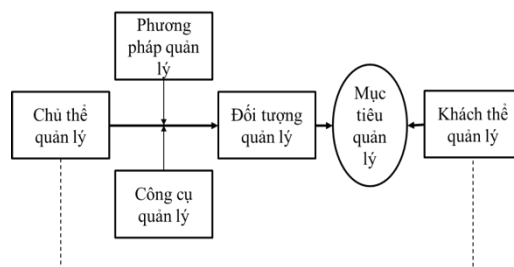 Phương
pháp quản
lý
Chủ thể
quản lý
Đối tượng
quản lý
Mục
tiêu
quản
lý
Khách thể
quản lý
Công cụ
quản lý